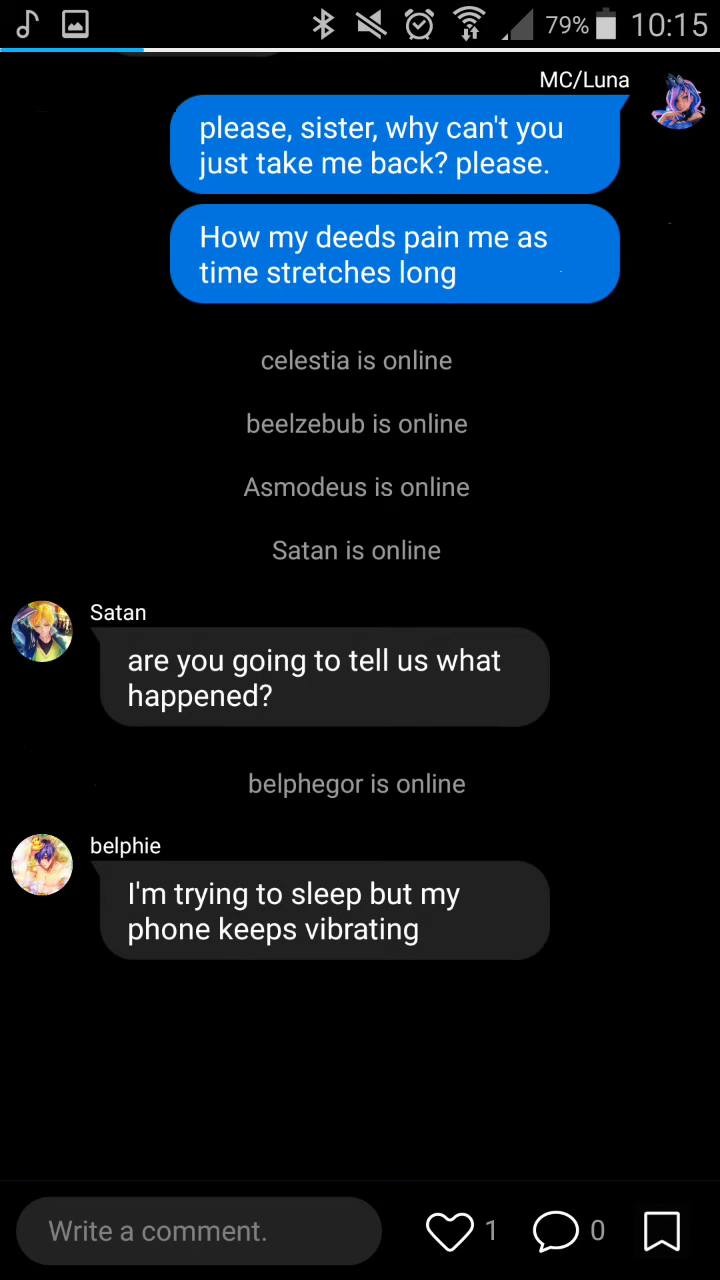 79% 10:15
MC/Luna
please, sister, why can't you
just take me back? please.
How my deeds pain me as
time stretches long
celestia is online
beelzebub is online
Asmodeus is online
Satan is online
Satan
are you going to tell us what
happened?
belphegor is online
belphie
I'm trying to sleep but my
phone keeps vibrating
Write a comment. 1 0